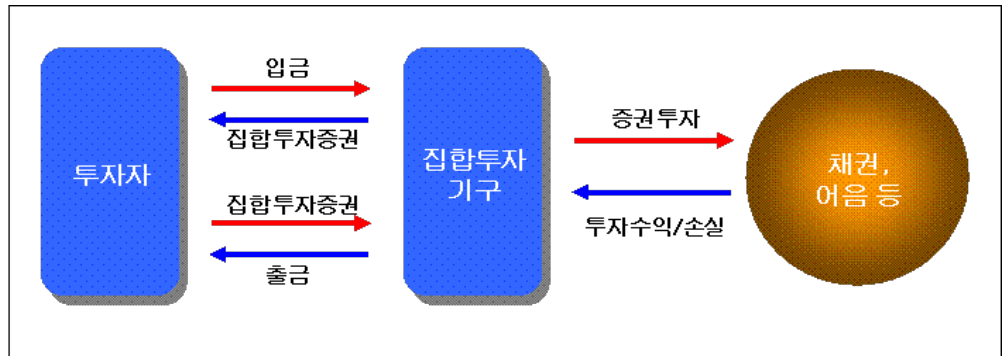 투자자
입금
집합투자증권
집합투자증권
출금
집합투자
기구
증권투자
투자수익/손실
채권,
어음 등